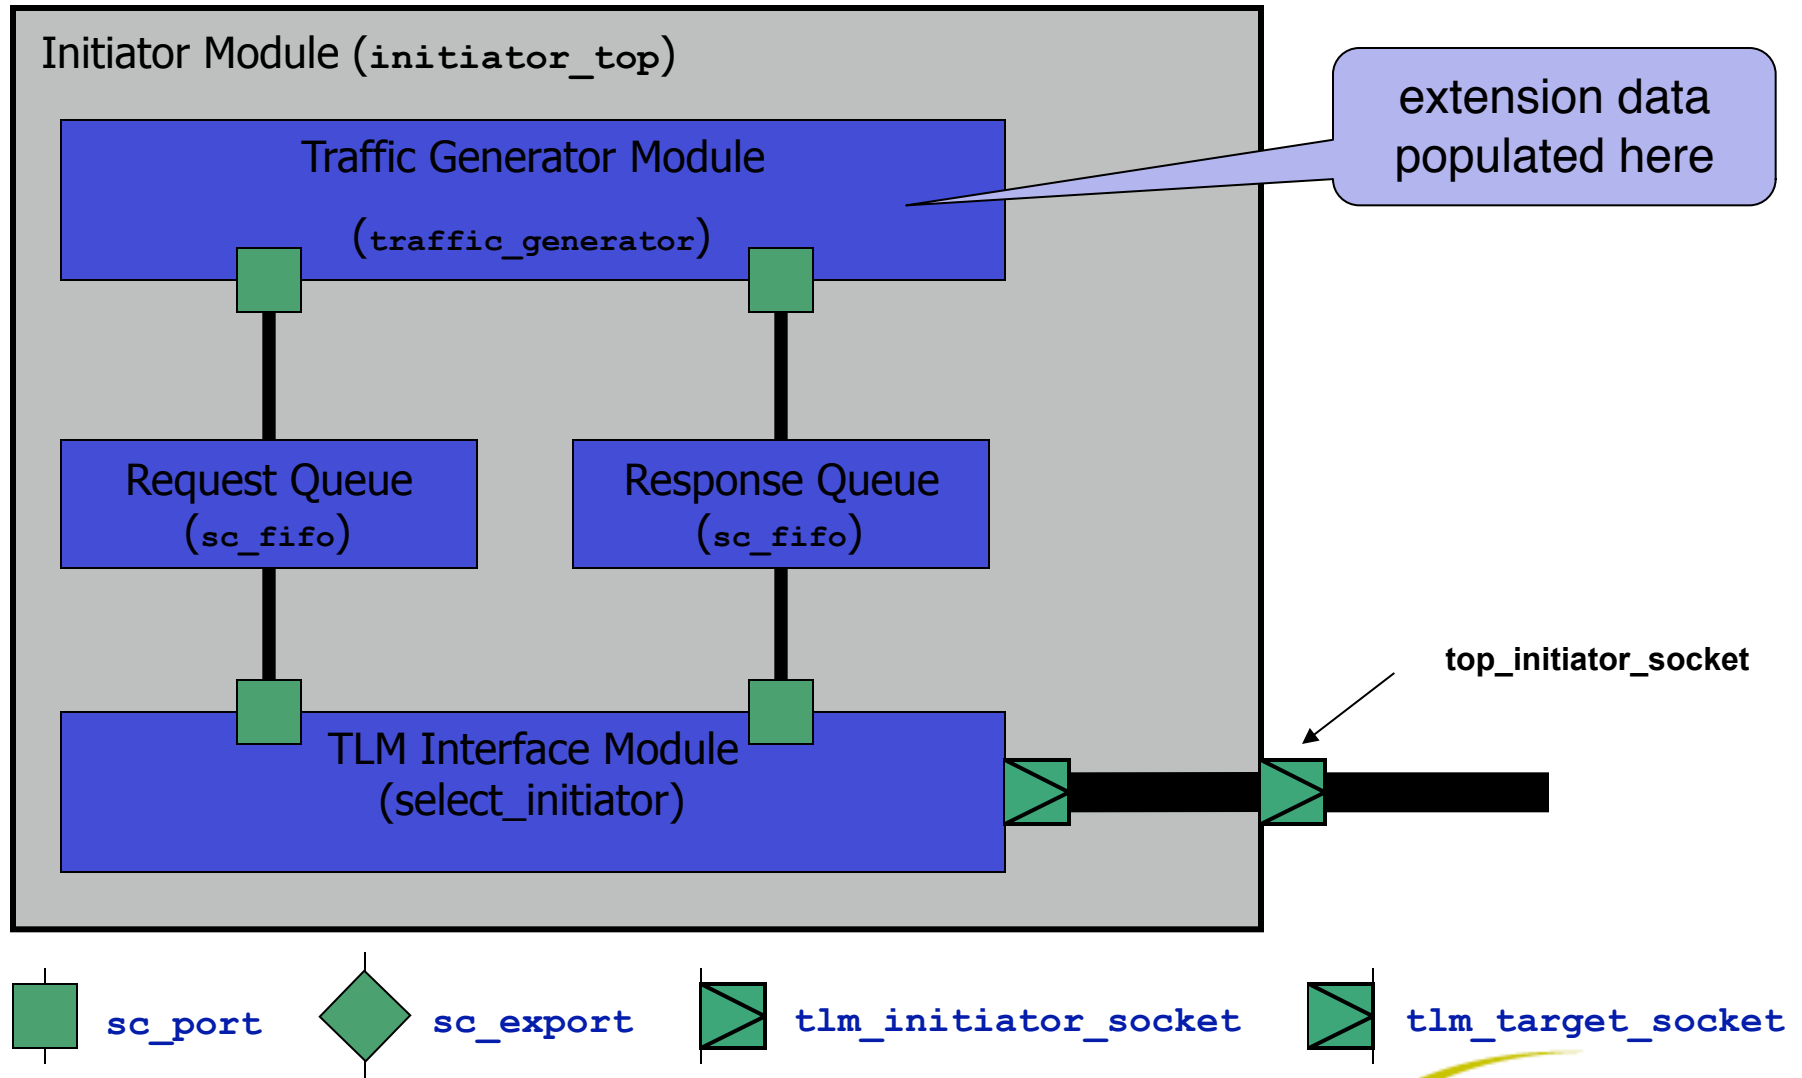 Initiator Module (initiator_top)
extension data
populated here
Traffic Generator Module
(traffic_generator)
Request Queue
(sc_fifo)
Response Queue
(sc_fifo)
top_initiator_socket
TLM Interface Module
(select_initiator)
sc_port
sc_export
tlm_initiator_socket
tlm_target_socket